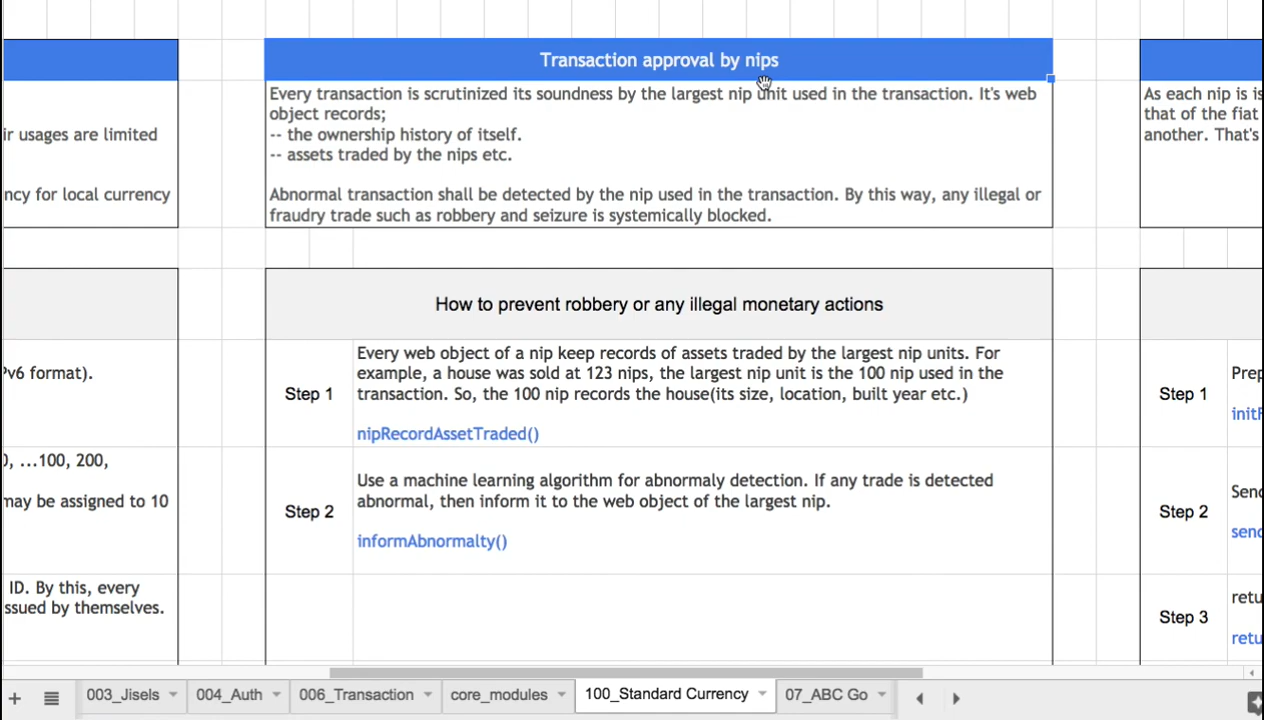 Transaction approval by nips
ir usages are limited
ncy for local currency
Every transaction is scrutinized its soundness by the largest nip unit used in the transaction. It's web
object records;
-- the ownership history of itself.
-- assets traded by the nips etc.
Abnormal transaction shall be detected by the nip used in the transaction. By this way, any illegal or
fraudry trade such as robbery and seizure is systemically blocked.
As each nip is is
that of the fiat
another. That's
How to prevent robbery or any illegal monetary actions
Pv6 format).
0, ...100, 200,
may be assigned to 10
ID. By this, every
ssued by themselves.
Step 1
Every web object of a nip keep records of assets traded by the largest nip units. For
example, a house was sold at 123 nips, the largest nip unit is the 100 nip used in the
transaction. So, the 100 nip records the house(its size, location, built year etc.)
nipRecordAssetTraded()
Step 2
Use a machine learning algorithm for abnormaly detection. If any trade is detected
abnormal, then inform it to the web object of the largest nip.
informAbnormalty()
Step 1
Prep
Step 2
Send
send
Step 3
retu
retu
003_Jisels
004_Auth
006_Transaction
core_modules
100_Standard Currency
07_ABC Go